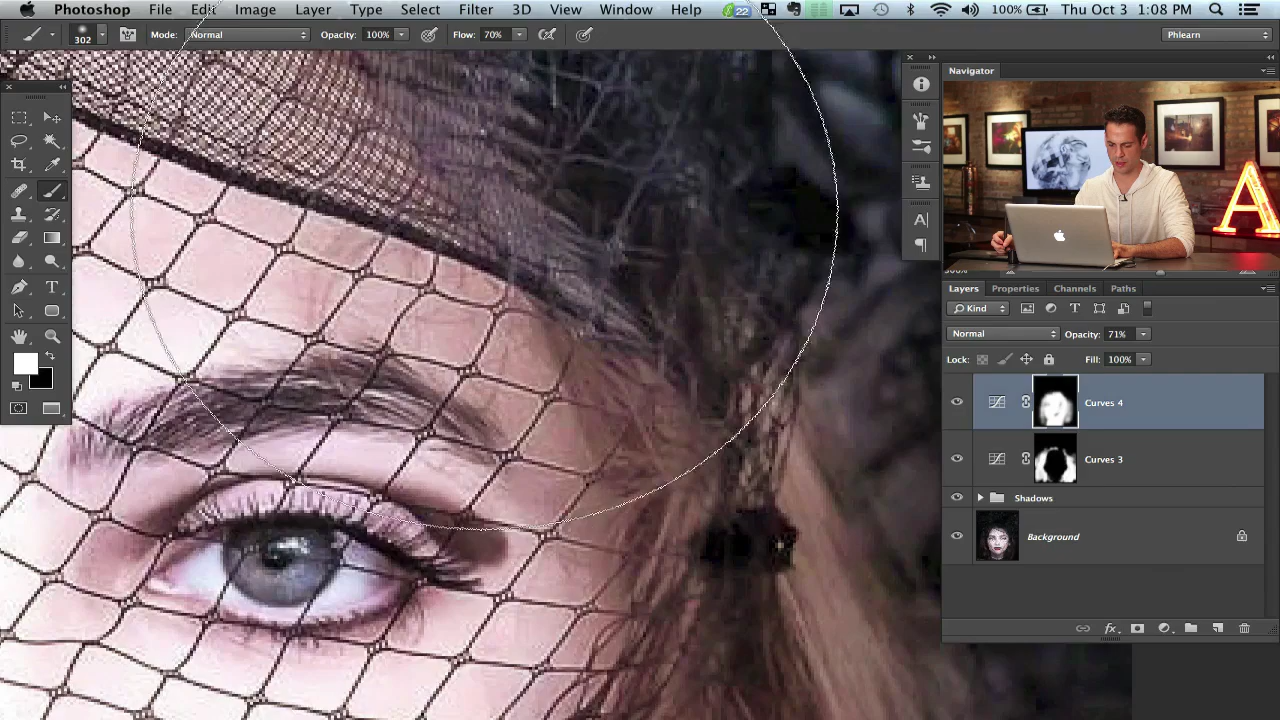 Photoshop File Edit Image Layer Type Select Filter 3D View Window Help 22 100% Thu Oct 3 1:08 PM
302 Mode: Normal Opacity: 100% Flow: 70% Phlearn
Navigator
A
A
Layers Properties Channels Paths
Kind T
Normal Opacity: 71%
Lock: Fill: 100%
Curves 4
Curves 3
Shadows
Background
fx
T